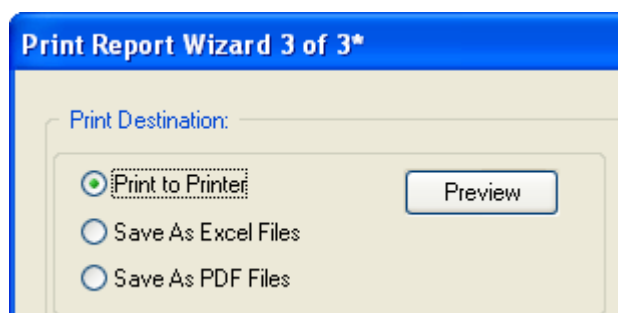 Print Report Wizard 3 of 3*
Print Destination:
Print to Printer
Preview
Save As Excel Files
Save As PDF Files